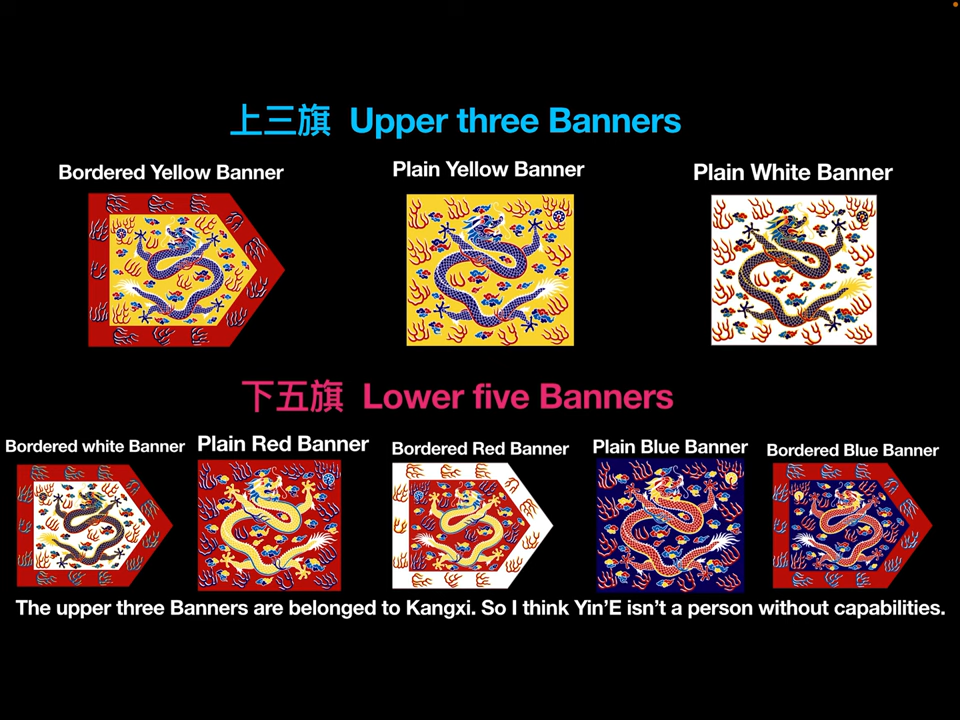 上三旗 Upper three Banners
Bordered Yellow Banner
Plain Yellow Banner
Plain White Banner
下五旗 Lower five Banners
Bordered white Banner
Plain Red Banner
Bordered Red Banner
Plain Blue Banner
Bordered Blue Banner
The upper three Banners are belonged to Kangxi. So I think Yin’E isn’t a person without capabilities.